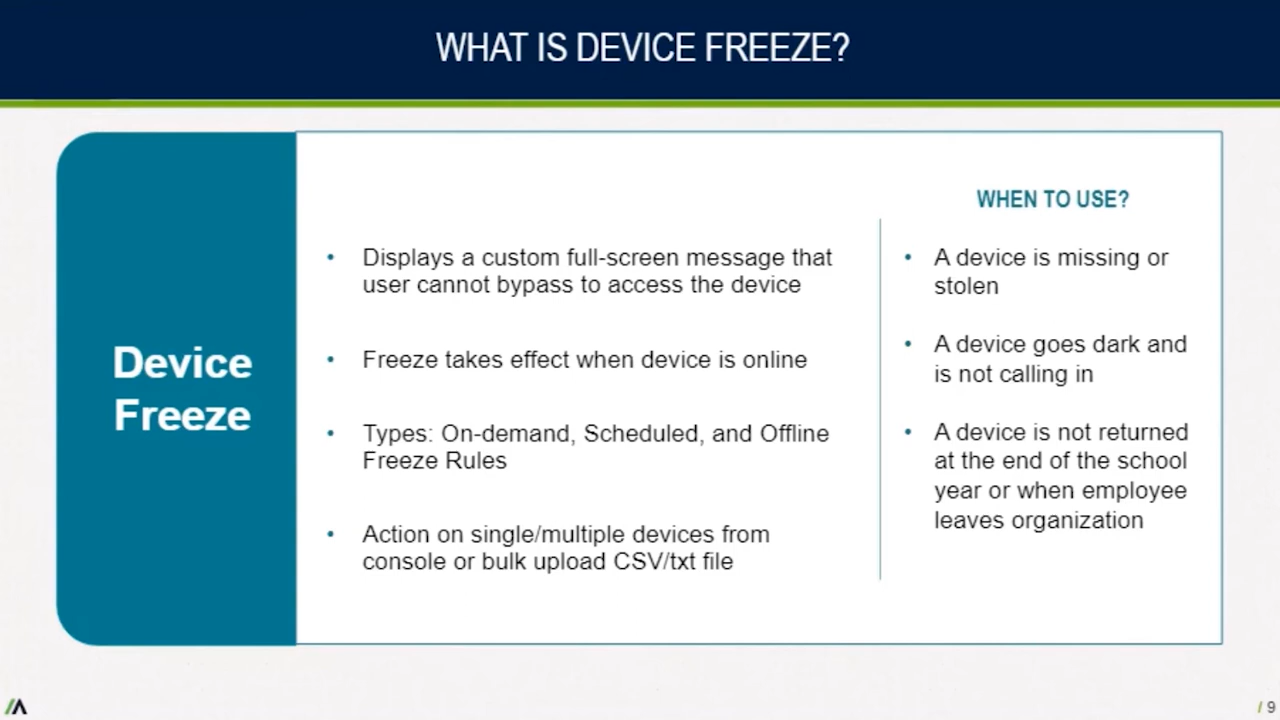 WHAT IS DEVICE FREEZE?
Device
Freeze
• Displays a custom full-screen message that
user cannot bypass to access the device
• Freeze takes effect when device is online
• Types: On-demand, Scheduled, and Offline
Freeze Rules
• Action on single/multiple devices from
console or bulk upload CSV/txt file
WHEN TO USE?
• A device is missing or
stolen
• A device goes dark and
is not calling in
• A device is not returned
at the end of the school
year or when employee
leaves organization
/ 9